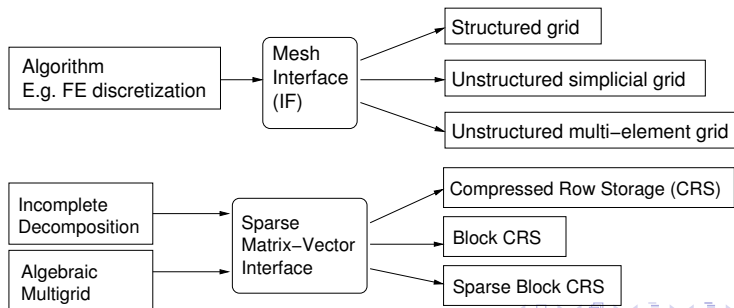 Algorithm
E.g. FE discretization
Mesh
Interface
(IF)
Structured grid
Unstructured simplicial grid
Unstructured multi−element grid
Incomplete
Decomposition
Algebraic
Multigrid
Sparse
Matrix−Vector
Interface
Compressed Row Storage (CRS)
Block CRS
Sparse Block CRS